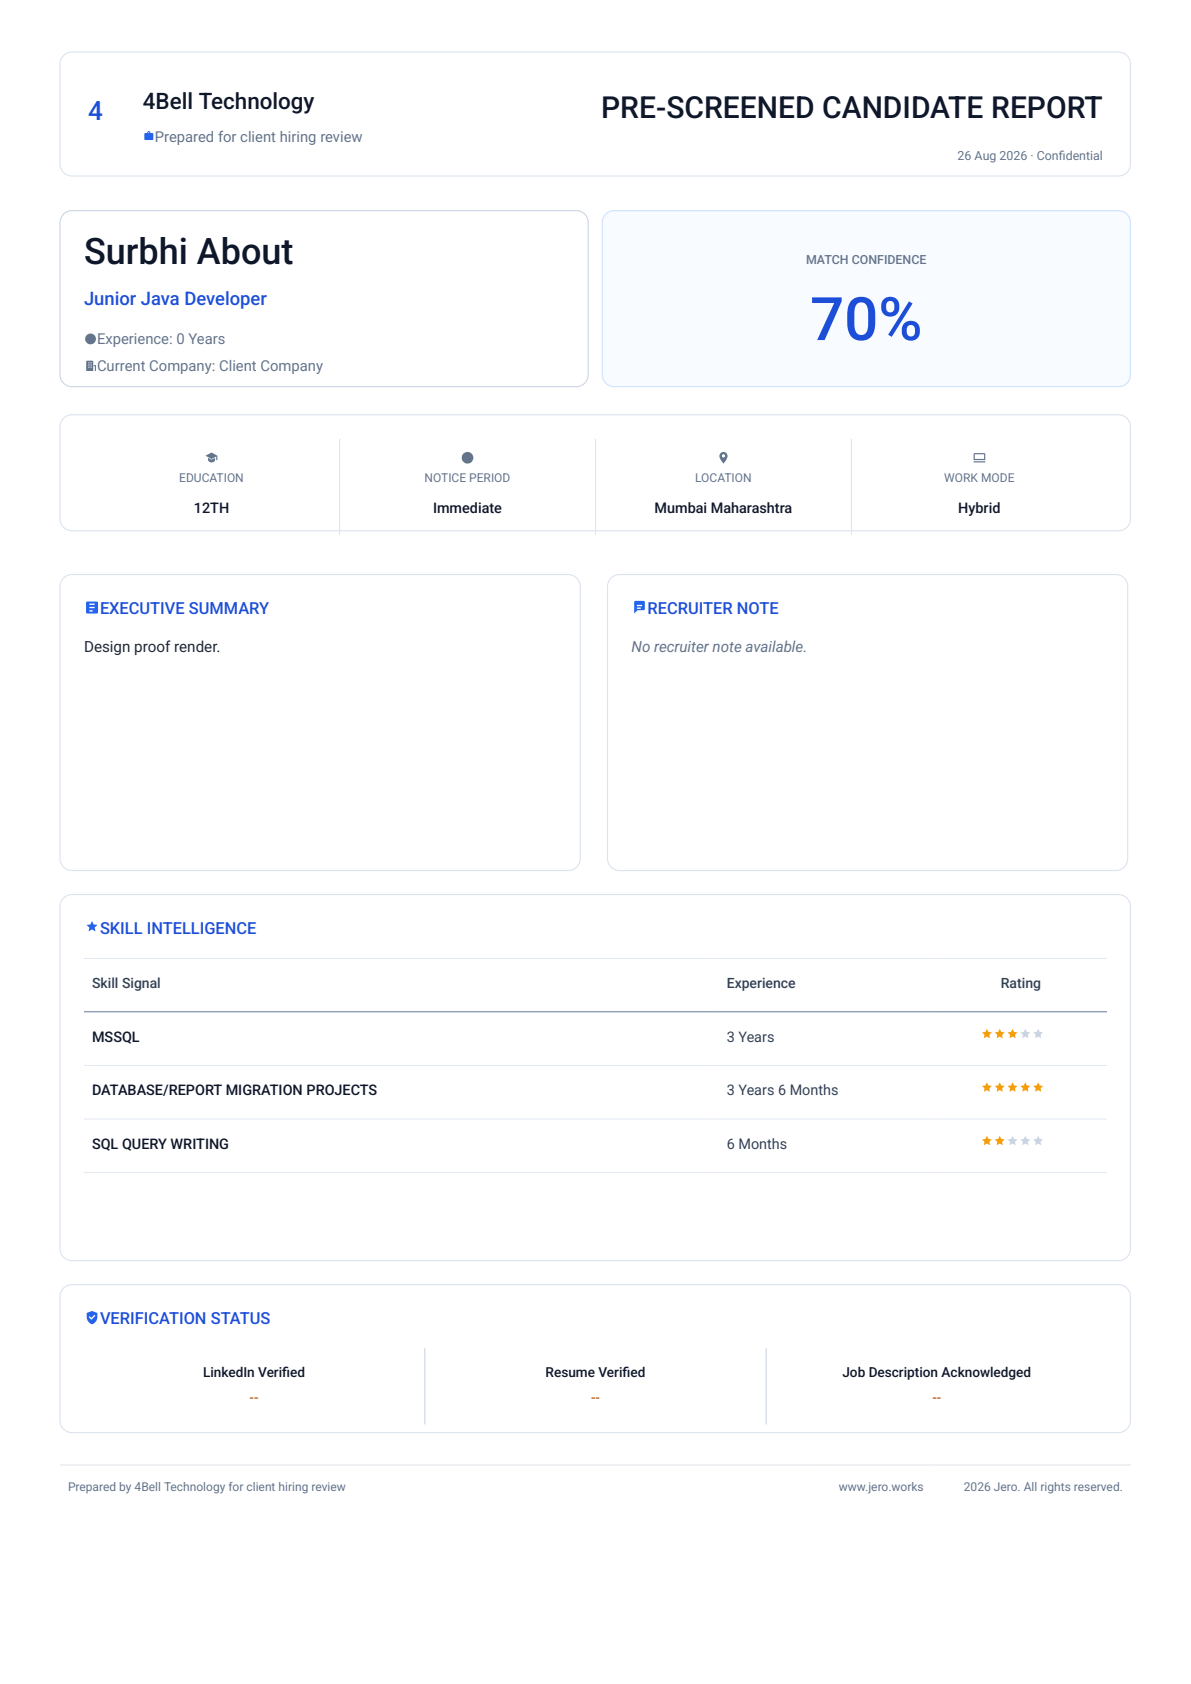 4
4Bell Technology
Prepared for client hiring review
PRE-SCREENED CANDIDATE REPORT
26 Aug 2026 · Confidential
Surbhi About
Junior Java Developer
Experience: 0 Years
Current Company: Client Company
MATCH CONFIDENCE
70%
EDUCATION
12TH
NOTICE PERIOD
Immediate
LOCATION
Mumbai Maharashtra
WORK MODE
Hybrid
EXECUTIVE SUMMARY
Design proof render.
RECRUITER NOTE
No recruiter note available.
SKILL INTELLIGENCE
Skill Signal Experience Rating
MSSQL 3 Years
DATABASE/REPORT MIGRATION PROJECTS 3 Years 6 Months
SQL QUERY WRITING 6 Months
VERIFICATION STATUS
LinkedIn Verified
--
Resume Verified
--
Job Description Acknowledged
--
Prepared by 4Bell Technology for client hiring review www.jero.works 2026 Jero. All rights reserved.